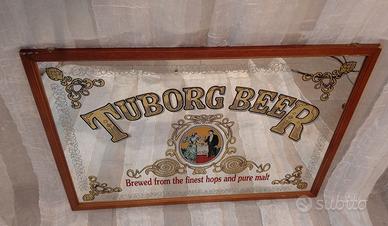 TUBORG BEER
Brewed from the finest hops and pure malt
subito